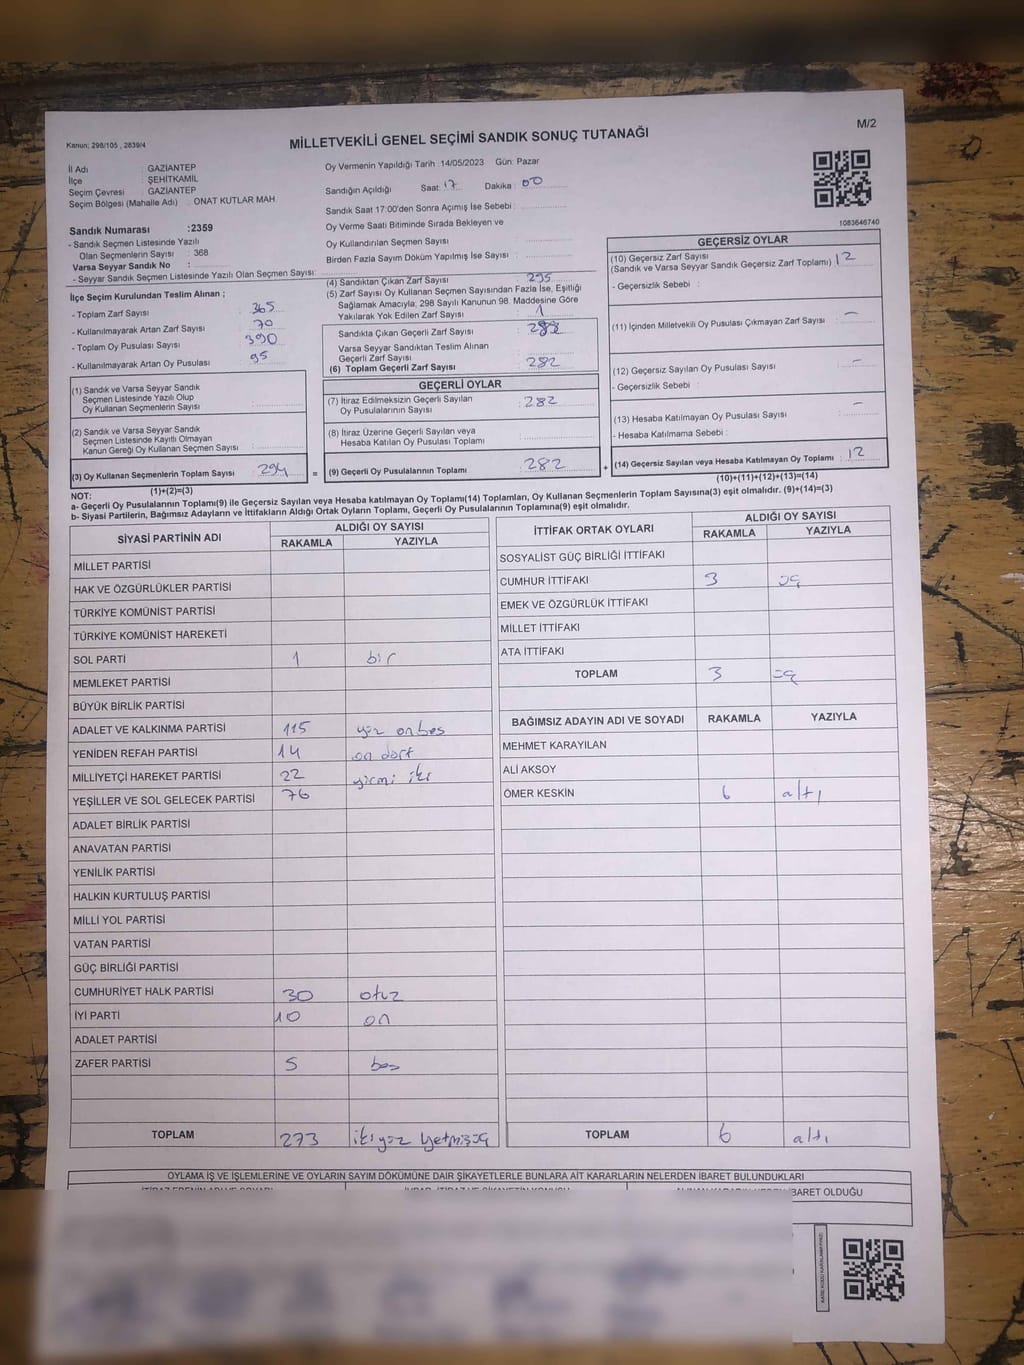 M/2
Kanun; 298/105 , 2839/4
MİLLETVEKİLİ GENEL SEÇİMİ SANDIK SONUÇ TUTANAĞI
İl Adı : GAZİANTEP
İlçe : ŞEHİTKAMİL
Seçim Çevresi : GAZİANTEP
Seçim Bölgesi (Mahalle Adı) : ONAT KUTLAR MAH.
Oy Vermenin Yapıldığı Tarih :14/05/2023 Gün: Pazar
Sandığın Açıldığı Saat: 17 Dakika : 00
Sandık Saat 17:00'den Sonra Açımış İse Sebebi :
Oy Verme Saati Bitiminde Sırada Bekleyen ve
Oy Kullandırılan Seçmen Sayısı
Birden Fazla Sayım Döküm Yapılmış İse Sayısı :
1083646740
Sandık Numarası :2359
- Sandık Seçmen Listesinde Yazılı
Olan Seçmenlerin Sayısı : 368
Varsa Seyyar Sandık No :
- Seyyar Sandık Seçmen Listesinde Yazılı Olan Seçmen Sayısı:
İlçe Seçim Kurulundan Teslim Alınan ;
- Toplam Zarf Sayısı : 365
- Kullanılmayarak Artan Zarf Sayısı : 70
- Toplam Oy Pusulası Sayısı : 390
- Kullanılmayarak Artan Oy Pusulası : 95
(1) Sandık ve Varsa Seyyar Sandık
Seçmen Listesinde Yazılı Olup
Oy Kullanan Seçmenlerin Sayısı
(2) Sandık ve Varsa Seyyar Sandık
Seçmen Listesinde Kayıtlı Olmayan
Kanun Gereği Oy Kullanan Seçmen Sayısı
(3) Oy Kullanan Seçmenlerin Toplam Sayısı : 294
(1)+(2)=(3)
(4) Sandıktan Çıkan Zarf Sayısı : 295
(5) Zarf Sayısı Oy Kullanan Seçmen Sayısından Fazla İse, Eşitliği
Sağlamak Amacıyla; 298 Sayılı Kanunun 98. Maddesine Göre
Yakılarak Yok Edilen Zarf Sayısı : 1
Sandıkta Çıkan Geçerli Zarf Sayısı :
Varsa Seyyar Sandıktan Teslim Alınan
Geçerli Zarf Sayısı
(6) Toplam Geçerli Zarf Sayısı : 282
GEÇERLİ OYLAR
(7) İtiraz Edilmeksizin Geçerli Sayılan
Oy Pusulalarının Sayısı : 282
(8) İtiraz Üzerine Geçerli Sayılan veya
Hesaba Katılan Oy Pusulası Toplamı
= (9) Geçerli Oy Pusulalarının Toplamı : 282 +
GEÇERSİZ OYLAR
(10) Geçersiz Zarf Sayısı
(Sandık ve Varsa Seyyar Sandık Geçersiz Zarf Toplamı) 12
- Geçersizlik Sebebi :
(11) İçinden Milletvekili Oy Pusulası Çıkmayan Zarf Sayısı : –
(12) Geçersiz Sayılan Oy Pusulası Sayısı : –
- Geçersizlik Sebebi :
(13) Hesaba Katılmayan Oy Pusulası Sayısı : –
- Hesaba Katılmama Sebebi :
(14) Geçersiz Sayılan veya Hesaba Katılmayan Oy Toplamı : 12
(10)+(11)+(12)+(13)=(14)
NOT:
a- Geçerli Oy Pusulalarının Toplamı(9) ile Geçersiz Sayılan veya Hesaba katılmayan Oy Toplamı(14) Toplamları, Oy Kullanan Seçmenlerin Toplam Sayısına(3) eşit olmalıdır. (9)+(14)=(3)
b- Siyasi Partilerin, Bağımsız Adayların ve İttifakların Aldığı Ortak Oyların Toplamı, Geçerli Oy Pusulalarının Toplamına(9) eşit olmalıdır.
SİYASİ PARTİNİN ADI ALDIĞI OY SAYISI
RAKAMLA YAZIYLA
MİLLET PARTİSİ
HAK VE ÖZGÜRLÜKLER PARTİSİ
TÜRKİYE KOMÜNİST PARTİSİ
TÜRKİYE KOMÜNİST HAREKETİ
SOL PARTİ 1 bir
MEMLEKET PARTİSİ
BÜYÜK BİRLİK PARTİSİ
ADALET VE KALKINMA PARTİSİ 115 yüz onbes
YENİDEN REFAH PARTİSİ 14 on dört
MİLLİYETÇİ HAREKET PARTİSİ 22 yirmi iki
YEŞİLLER VE SOL GELECEK PARTİSİ 76
ADALET BİRLİK PARTİSİ
ANAVATAN PARTİSİ
YENİLİK PARTİSİ
HALKIN KURTULUŞ PARTİSİ
MİLLİ YOL PARTİSİ
VATAN PARTİSİ
GÜÇ BİRLİĞİ PARTİSİ
CUMHURİYET HALK PARTİSİ 30 otuz
İYİ PARTİ 10 on
ADALET PARTİSİ
ZAFER PARTİSİ 5 bes
TOPLAM 273 ikiyüz yetmişüç
İTTİFAK ORTAK OYLARI ALDIĞI OY SAYISI
RAKAMLA YAZIYLA
SOSYALİST GÜÇ BİRLİĞİ İTTİFAKI
CUMHUR İTTİFAKI 3 üç
EMEK VE ÖZGÜRLÜK İTTİFAKI
MİLLET İTTİFAKI
ATA İTTİFAKI
TOPLAM 3 üç
BAĞIMSIZ ADAYIN ADI VE SOYADI RAKAMLA YAZIYLA
MEHMET KARAYILAN
ALİ AKSOY
ÖMER KESKİN 6 altı
TOPLAM 6 altı
OYLAMA İŞ VE İŞLEMLERİNE VE OYLARIN SAYIM DÖKÜMÜNE DAİR ŞİKAYETLERLE BUNLARA AİT KARARLARIN NELERDEN İBARET BULUNDUKLARI
İBARET OLDUĞU